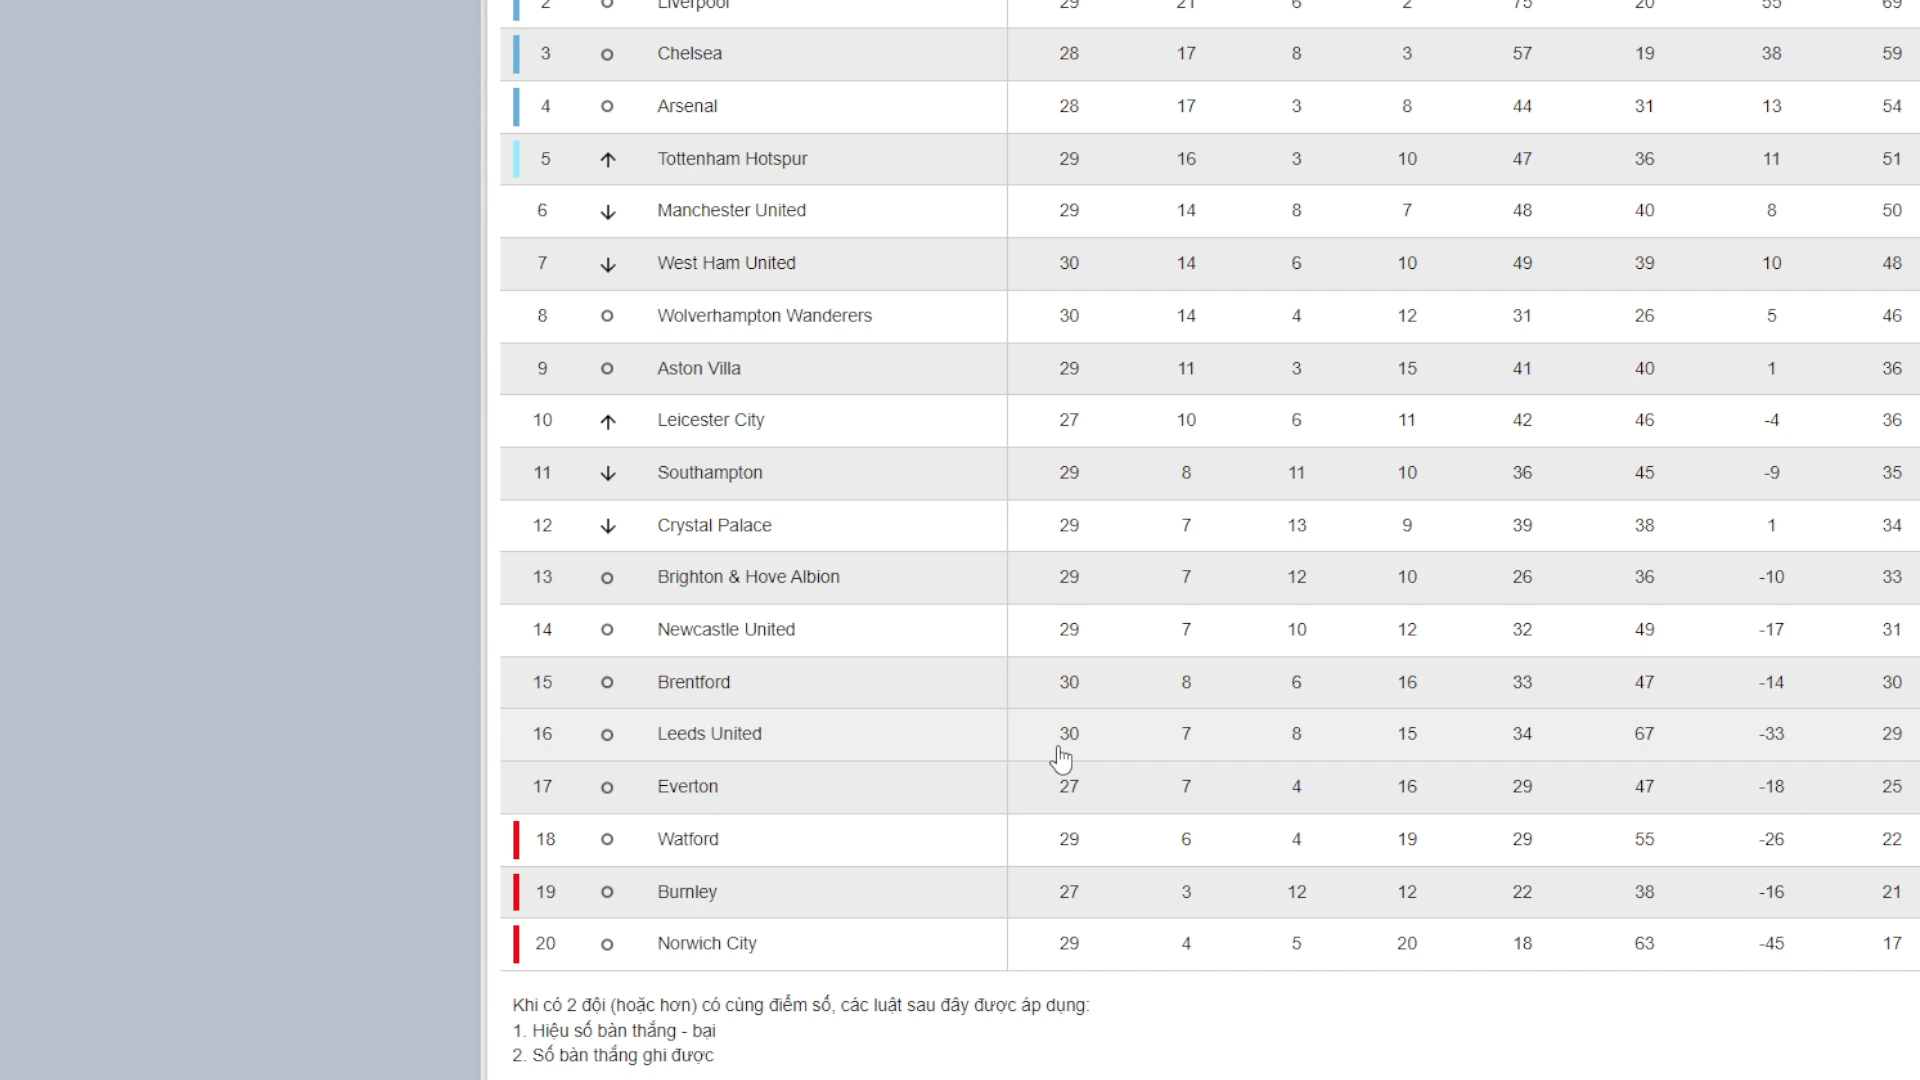 2 Liverpool 29 21 6 2 75 20 55 69
3 Chelsea 28 17 8 3 57 19 38 59
4 Arsenal 28 17 3 8 44 31 13 54
5 Tottenham Hotspur 29 16 3 10 47 36 11 51
6 Manchester United 29 14 8 7 48 40 8 50
7 West Ham United 30 14 6 10 49 39 10 48
8 Wolverhampton Wanderers 30 14 4 12 31 26 5 46
9 Aston Villa 29 11 3 15 41 40 1 36
10 Leicester City 27 10 6 11 42 46 -4 36
11 Southampton 29 8 11 10 36 45 -9 35
12 Crystal Palace 29 7 13 9 39 38 1 34
13 Brighton & Hove Albion 29 7 12 10 26 36 -10 33
14 Newcastle United 29 7 10 12 32 49 -17 31
15 Brentford 30 8 6 16 33 47 -14 30
16 Leeds United 30 7 8 15 34 67 -33 29
17 Everton 27 7 4 16 29 47 -18 25
18 Watford 29 6 4 19 29 55 -26 22
19 Burnley 27 3 12 12 22 38 -16 21
20 Norwich City 29 4 5 20 18 63 -45 17
Khi có 2 đội (hoặc hơn) có cùng điểm số, các luật sau đây được áp dụng:
1. Hiệu số bàn thắng - bại
2. Số bàn thắng ghi được